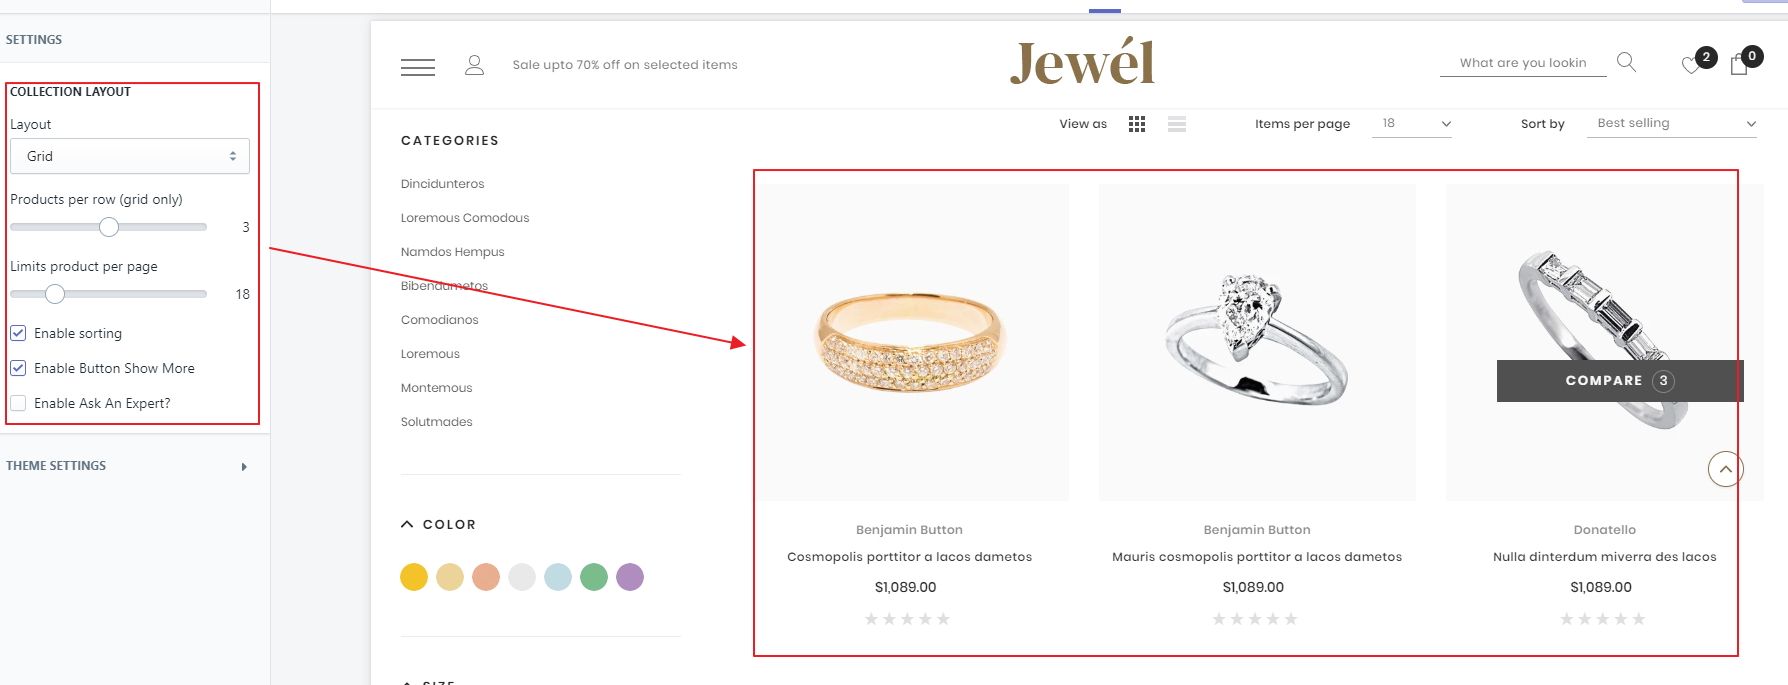 SETTINGS
COLLECTION LAYOUT
Layout
Grid
Products per row (grid only)
3
Limits product per page
18
Enable sorting
Enable Button Show More
Enable Ask An Expert?
THEME SETTINGS
Sale upto 70% off on selected items
Jewél
What are you lookin
2
0
CATEGORIES
Dincidunteros
Loremous Comodous
Namdos Hempus
Bibendumetos
Comodianos
Loremous
Montemous
Solutmades
COLOR
SIZE
View as
Items per page
18
Sort by
Best selling
COMPARE 3
Benjamin Button
Cosmopolis porttitor a lacos dametos
$1,089.00
Benjamin Button
Mauris cosmopolis porttitor a lacos dametos
$1,089.00
Donatello
Nulla dinterdum miverra des lacos
$1,089.00